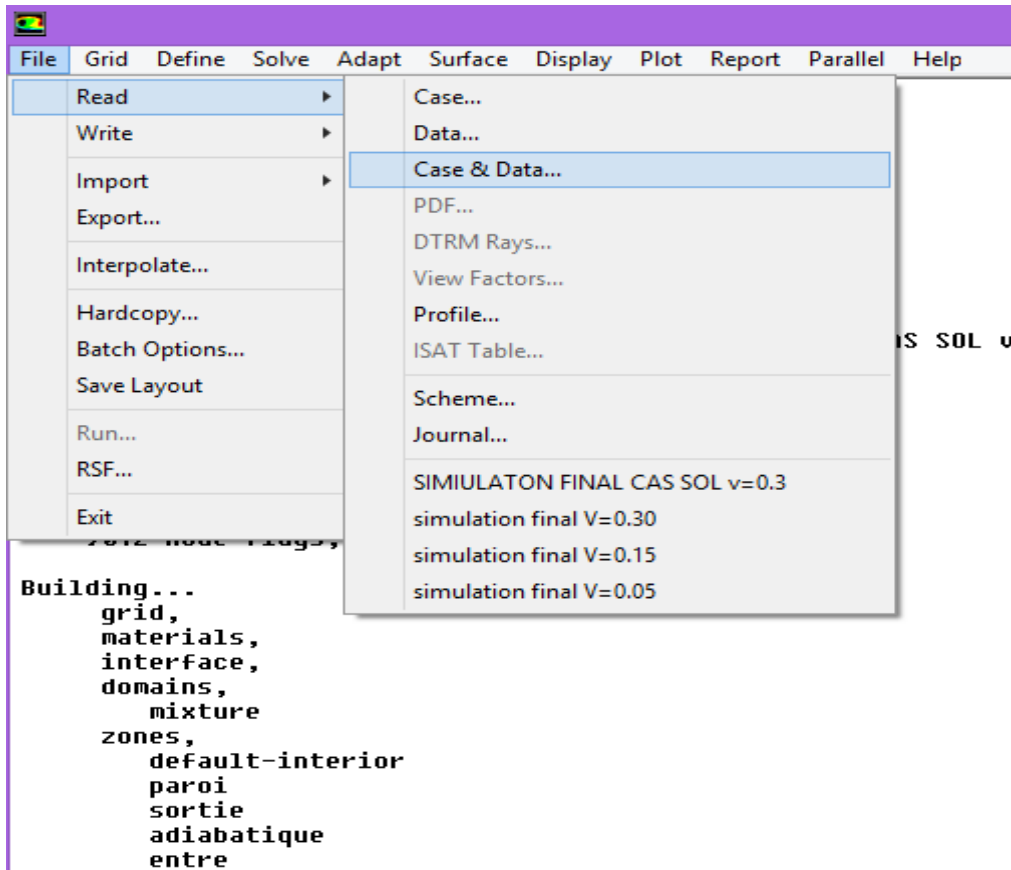 File Grid Define Solve Adapt Surface Display Plot Report Parallel Help
Read
Write
Import
Export...
Interpolate...
Hardcopy...
Batch Options...
Save Layout
Run...
RSF...
Exit
Case...
Data...
Case & Data...
PDF...
DTRM Rays...
View Factors...
Profile...
ISAT Table...
Scheme...
Journal...
SIMIULATON FINAL CAS SOL v=0.3
simulation final V=0.30
simulation final V=0.15
simulation final V=0.05
SOL v
Building...
grid,
materials,
interface,
domains,
mixture
zones,
default-interior
paroi
sortie
adiabatique
entre